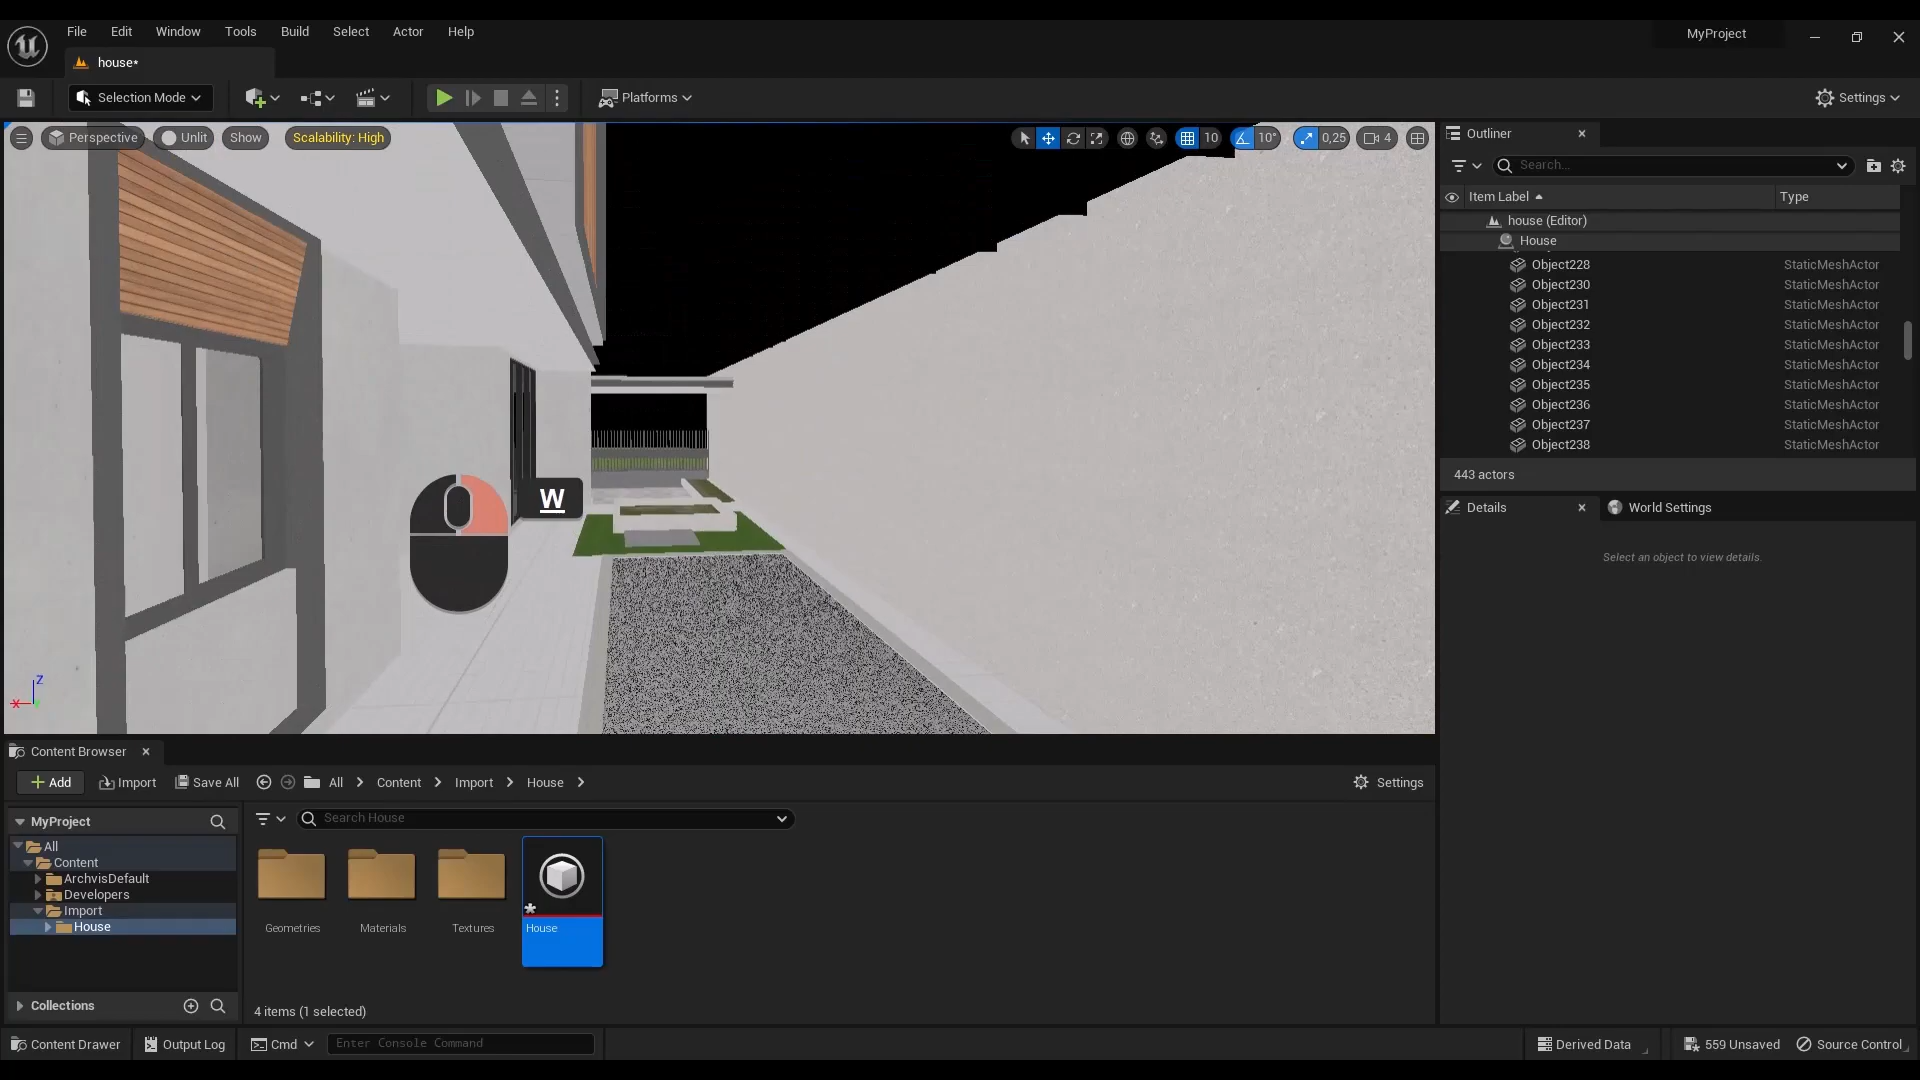 File Edit Window Tools Build Select Actor Help
MyProject
house*
Selection Mode
Platforms
Settings
Perspective Unlit Show Scalability: High
10 10° 0,25 4
W
Z
X
Outliner
Search...
Item Label Type
house (Editor)
House
Object228 StaticMeshActor
Object230 StaticMeshActor
Object231 StaticMeshActor
Object232 StaticMeshActor
Object233 StaticMeshActor
Object234 StaticMeshActor
Object235 StaticMeshActor
Object236 StaticMeshActor
Object237 StaticMeshActor
Object238 StaticMeshActor
443 actors
Details World Settings
Select an object to view details.
Content Browser
Add Import Save All All Content Import House Settings
MyProject
Search House
All
Content
ArchvisDefault
Developers
Import
House
Geometries Materials Textures House
Collections
4 items (1 selected)
Content Drawer Output Log Cmd Enter Console Command Derived Data 559 Unsaved Source Control